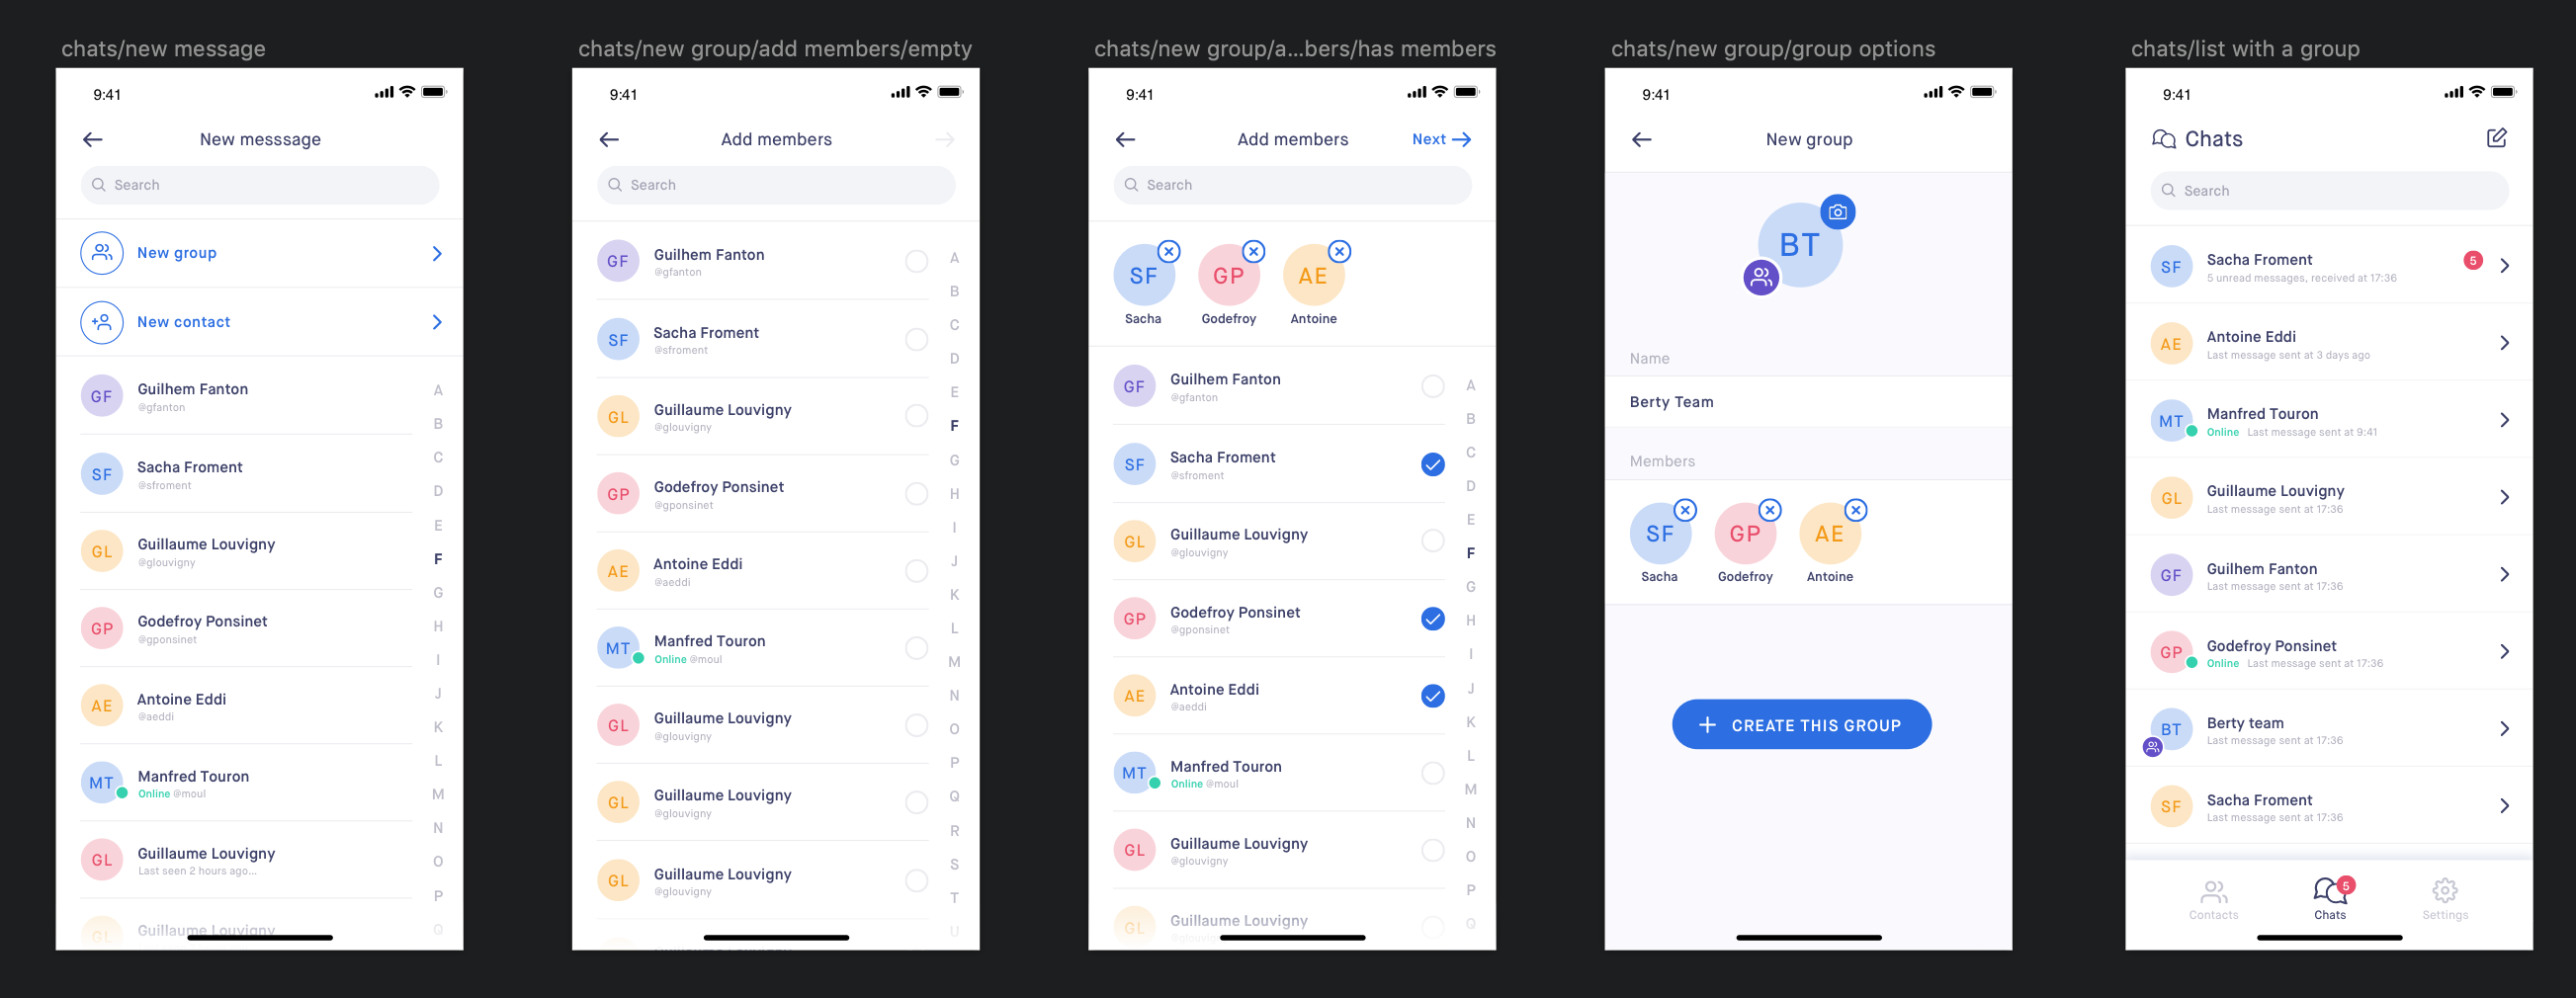 chats/new message
9:41
New messsage
Search
New group
New contact
GF
Guilhem Fanton
@gfanton
SF
Sacha Froment
@sfroment
GL
Guillaume Louvigny
@glouvigny
GP
Godefroy Ponsinet
@gponsinet
AE
Antoine Eddi
@aeddi
MT
Manfred Touron
Online @moul
GL
Guillaume Louvigny
Last seen 2 hours ago...
GL
Guillaume Louvigny
A
B
C
D
E
F
G
H
I
J
K
L
M
N
O
P
Q
chats/new group/add members/empty
9:41
Add members
Search
GF
Guilhem Fanton
@gfanton
SF
Sacha Froment
@sfroment
GL
Guillaume Louvigny
@glouvigny
GP
Godefroy Ponsinet
@gponsinet
AE
Antoine Eddi
@aeddi
MT
Manfred Touron
Online @moul
GL
Guillaume Louvigny
@glouvigny
GL
Guillaume Louvigny
@glouvigny
GL
Guillaume Louvigny
@glouvigny
A
B
C
D
E
F
G
H
I
J
K
L
M
N
O
P
Q
R
S
T
U
chats/new group/a...bers/has members
9:41
Add members
Next
Search
SF
GP
AE
Sacha
Godefroy
Antoine
GF
Guilhem Fanton
@gfanton
SF
Sacha Froment
@sfroment
GL
Guillaume Louvigny
@glouvigny
GP
Godefroy Ponsinet
@gponsinet
AE
Antoine Eddi
@aeddi
MT
Manfred Touron
Online @moul
GL
Guillaume Louvigny
@glouvigny
GL
Guillaume Louvigny
A
B
C
D
E
F
G
H
I
J
K
L
M
N
O
P
Q
chats/new group/group options
9:41
New group
BT
Name
Berty Team
Members
SF
GP
AE
Sacha
Godefroy
Antoine
CREATE THIS GROUP
chats/list with a group
9:41
Chats
Search
SF
Sacha Froment
5 unread messages, received at 17:36
5
AE
Antoine Eddi
Last message sent at 3 days ago
MT
Manfred Touron
Online Last message sent at 9:41
GL
Guillaume Louvigny
Last message sent at 17:36
GF
Guilhem Fanton
Last message sent at 17:36
GP
Godefroy Ponsinet
Online Last message sent at 17:36
BT
Berty team
Last message sent at 17:36
SF
Sacha Froment
Last message sent at 17:36
5
Contacts
Chats
Settings